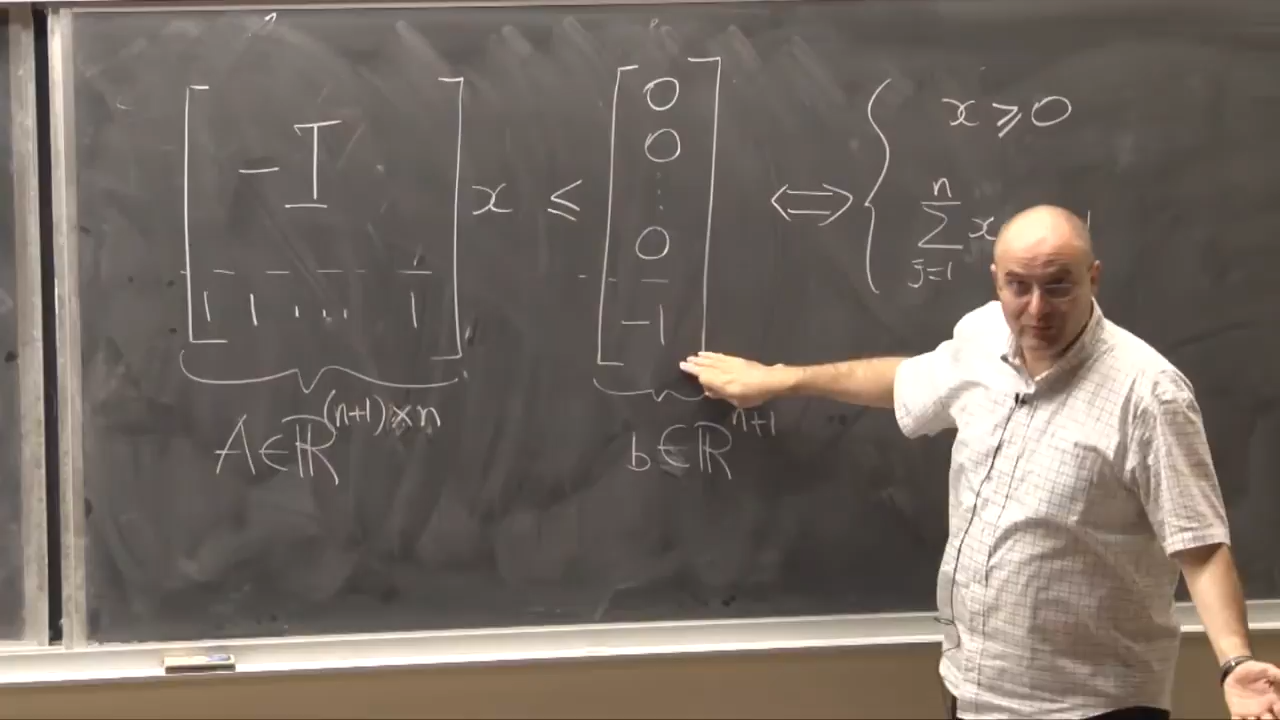 [ -I
1 1 ... 1 ] x ≤ [ 0
0
⋮
0
-1 ] ⟺ { x ≥ 0
n
∑ x
j=1
A ∈ ℝ^{(n+1)×n}
b ∈ ℝ^{n+1}